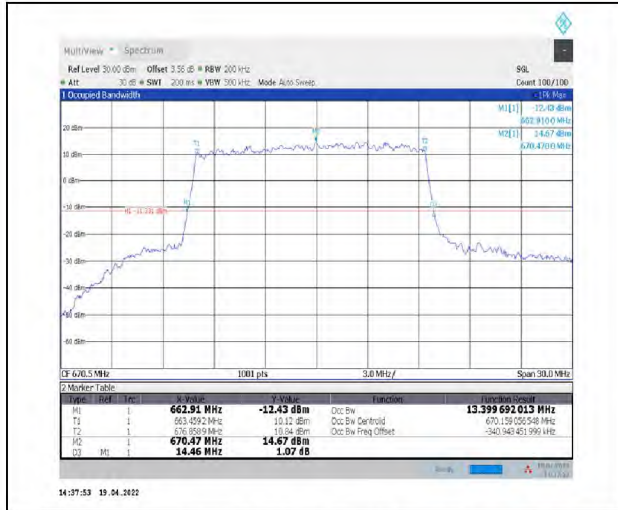 MultiView Spectrum
Ref Level 30.00 dBm Offset 3.56 dB RBW 200 kHz SGL
Att 30 dB SWT 200 ms VBW 500 kHz Mode Auto Sweep Count 100/100
1 Occupied Bandwidth 1Pk Max
M1[1] -12.43 dBm
662.9100 MHz
M2[1] 14.67 dBm
670.4700 MHz
20 dBm
10 dBm
0 dBm
-10 dBm
-20 dBm
-30 dBm
-40 dBm
-50 dBm
-60 dBm
CF 670.5 MHz 1001 pts 3.0 MHz/ Span 30.0 MHz
2 Marker Table
Type Ref Trc X-Value Y-Value Function Function Result
M1 1 662.91 MHz -12.43 dBm Occ Bw 13.399 692 013 MHz
T1 1 663.4592 MHz 10.12 dBm Occ Bw Centroid 670.159 056 548 MHz
T2 1 676.8589 MHz 10.84 dBm Occ Bw Freq Offset -340.943 451 999 kHz
M2 1 670.47 MHz 14.67 dBm
D3 M1 1 14.46 MHz 1.07 dB
Ready
14:37:53 19.04.2022